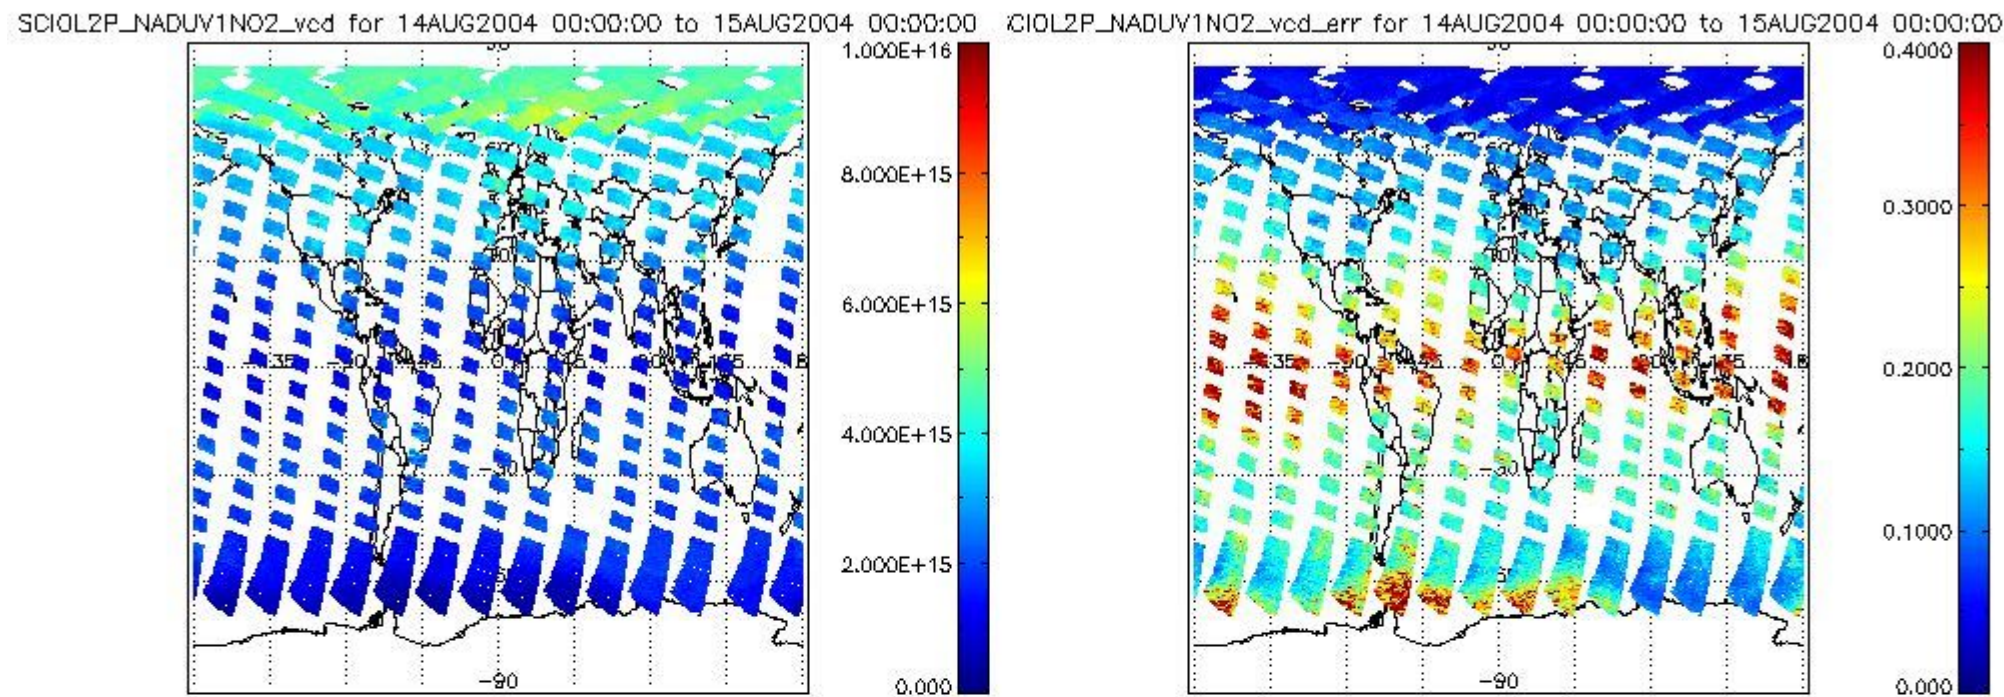 SCIOL2P_NADUV1NO2_vcd for 14AUG2004 00:00:00 to 15AUG2004 00:00:00
CIOL2P_NADUV1NO2_vcd_err for 14AUG2004 00:00:00 to 15AUG2004 00:00:00
1.000E+16
8.000E+15
6.000E+15
4.000E+15
2.000E+15
0.000
-30
-90
0.4000
0.3000
0.2000
0.1000
0.000
-30
-90